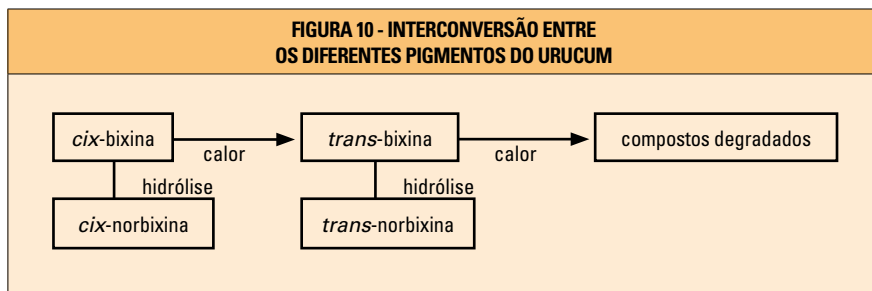 FIGURA 10 - INTERCONVERSÃO ENTRE
OS DIFERENTES PIGMENTOS DO URUCUM
cix-bixina
calor
trans-bixina
calor
compostos degradados
hidrólise
hidrólise
cix-norbixina
trans-norbixina